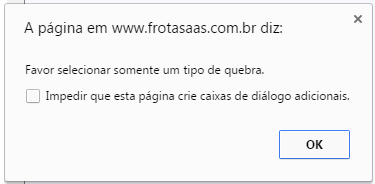 A página em www.frotasaas.com.br diz:
Favor selecionar somente um tipo de quebra.
Impedir que esta página crie caixas de diálogo adicionais.
OK